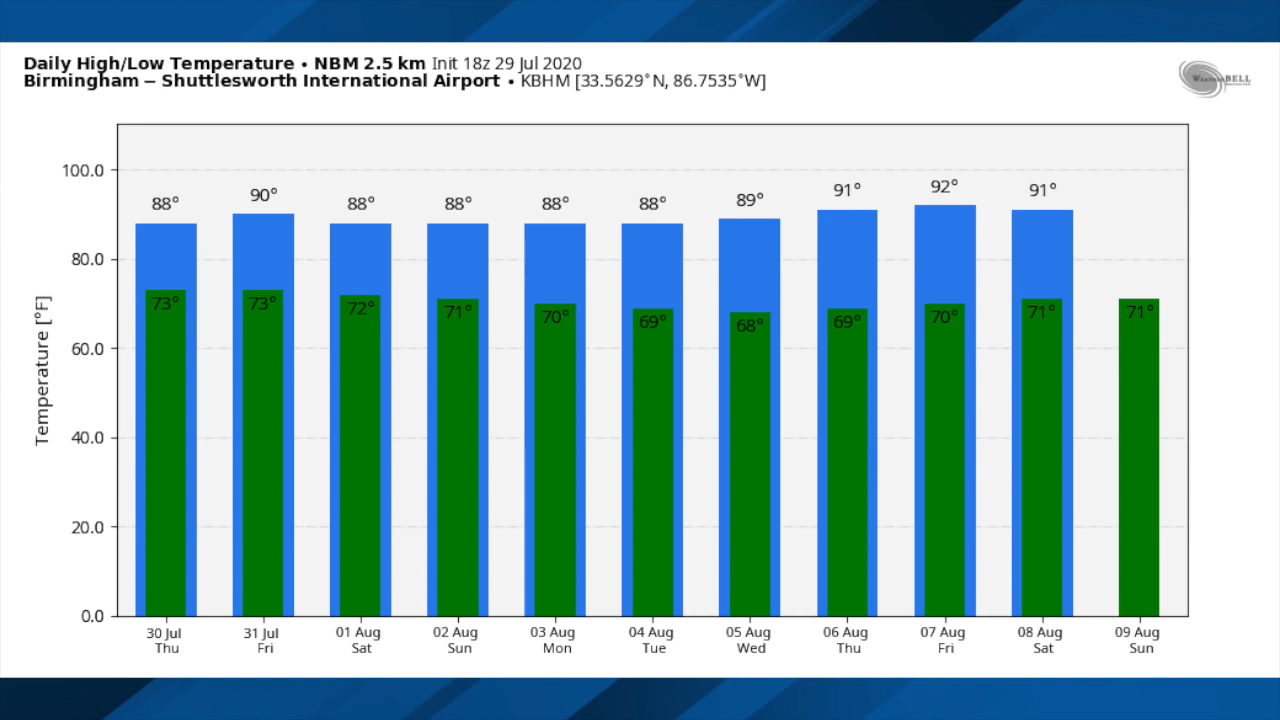 Daily High/Low Temperature • NBM 2.5 km Init 18z 29 Jul 2020
Birmingham – Shuttlesworth International Airport • KBHM [33.5629°N, 86.7535°W]
WeatherBELL
Temperature [°F]
100.0
80.0
60.0
40.0
20.0
0.0
88° 90° 88° 88° 88° 88° 89° 91° 92° 91°
73° 73° 72° 71° 70° 69° 68° 69° 70° 71° 71°
30 Jul 31 Jul 01 Aug 02 Aug 03 Aug 04 Aug 05 Aug 06 Aug 07 Aug 08 Aug 09 Aug
Thu Fri Sat Sun Mon Tue Wed Thu Fri Sat Sun